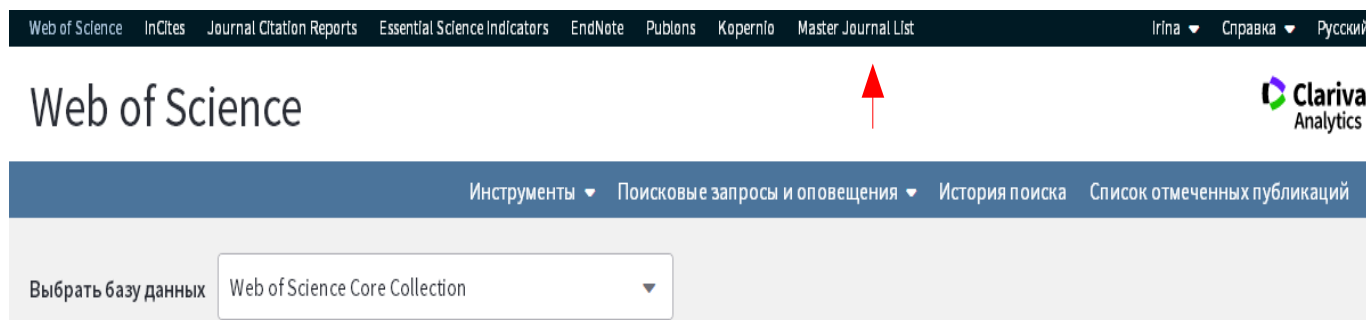 Web of Science InCites Journal Citation Reports Essential Science Indicators EndNote Publons Kopernio Master Journal List Irina Справка Русский
Web of Science
Clariva
Analytics
Инструменты Поисковые запросы и оповещения История поиска Список отмеченных публикаций
Выбрать базу данных Web of Science Core Collection